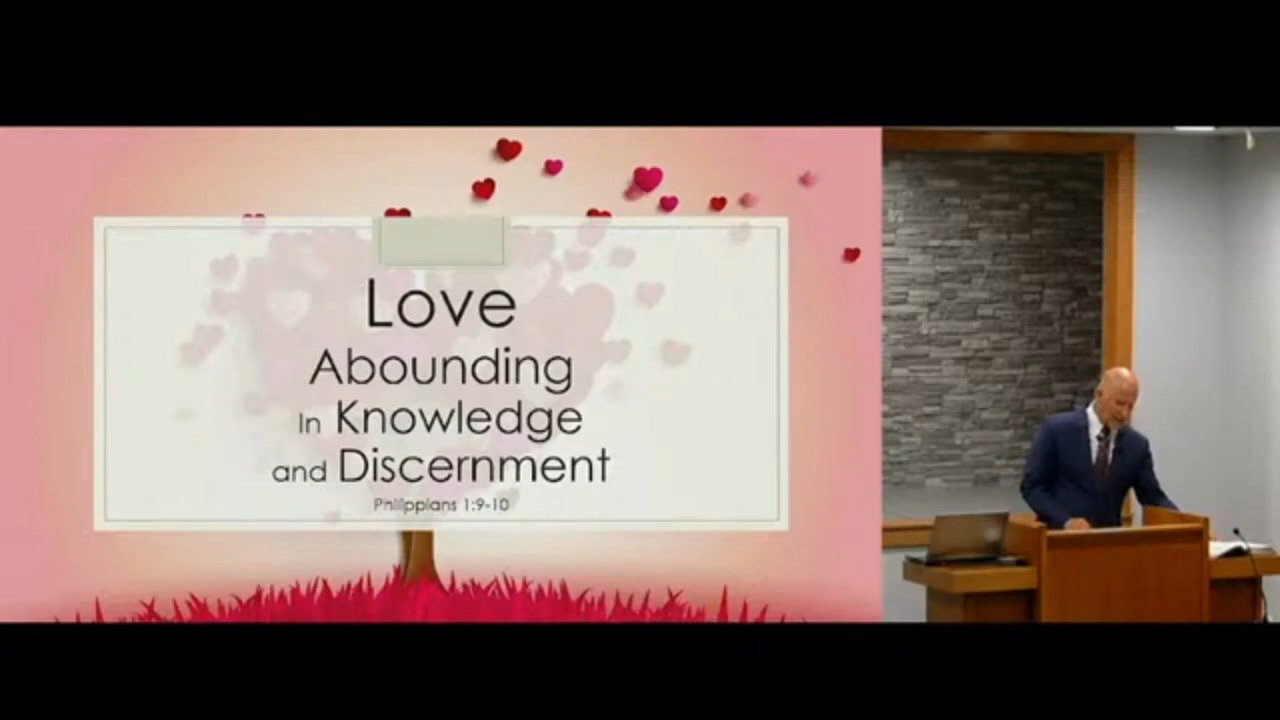 Love
Abounding
In Knowledge
and Discernment
Philippians 1:9-10